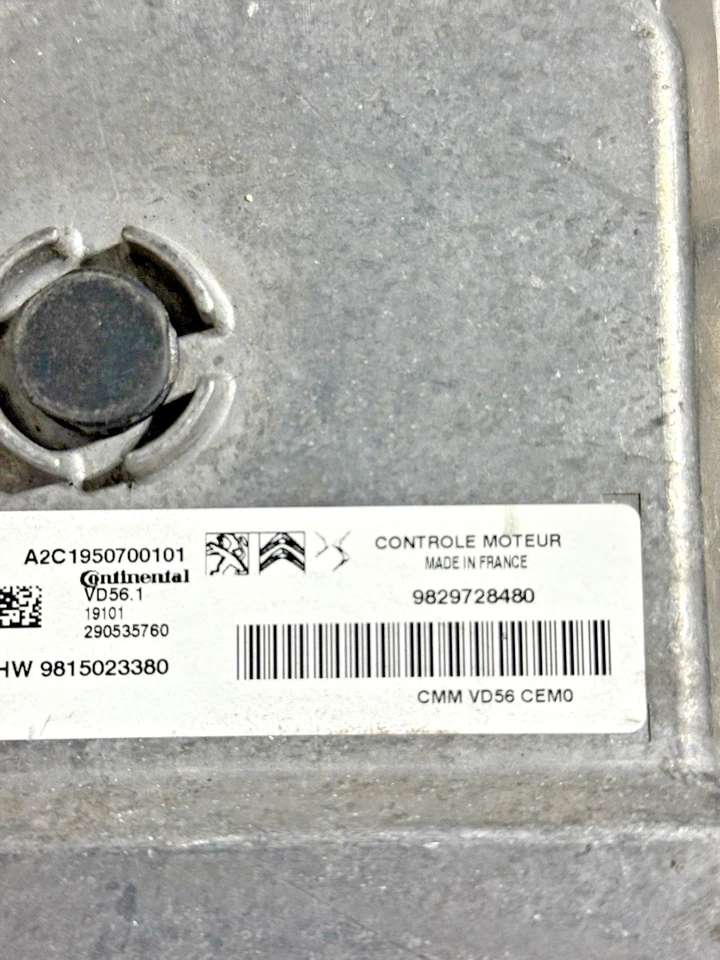 A2C1950700101
Continental
VD56.1
19101
290535760
HW 9815023380
CONTROLE MOTEUR
MADE IN FRANCE
9829728480
CMM VD56 CEM0